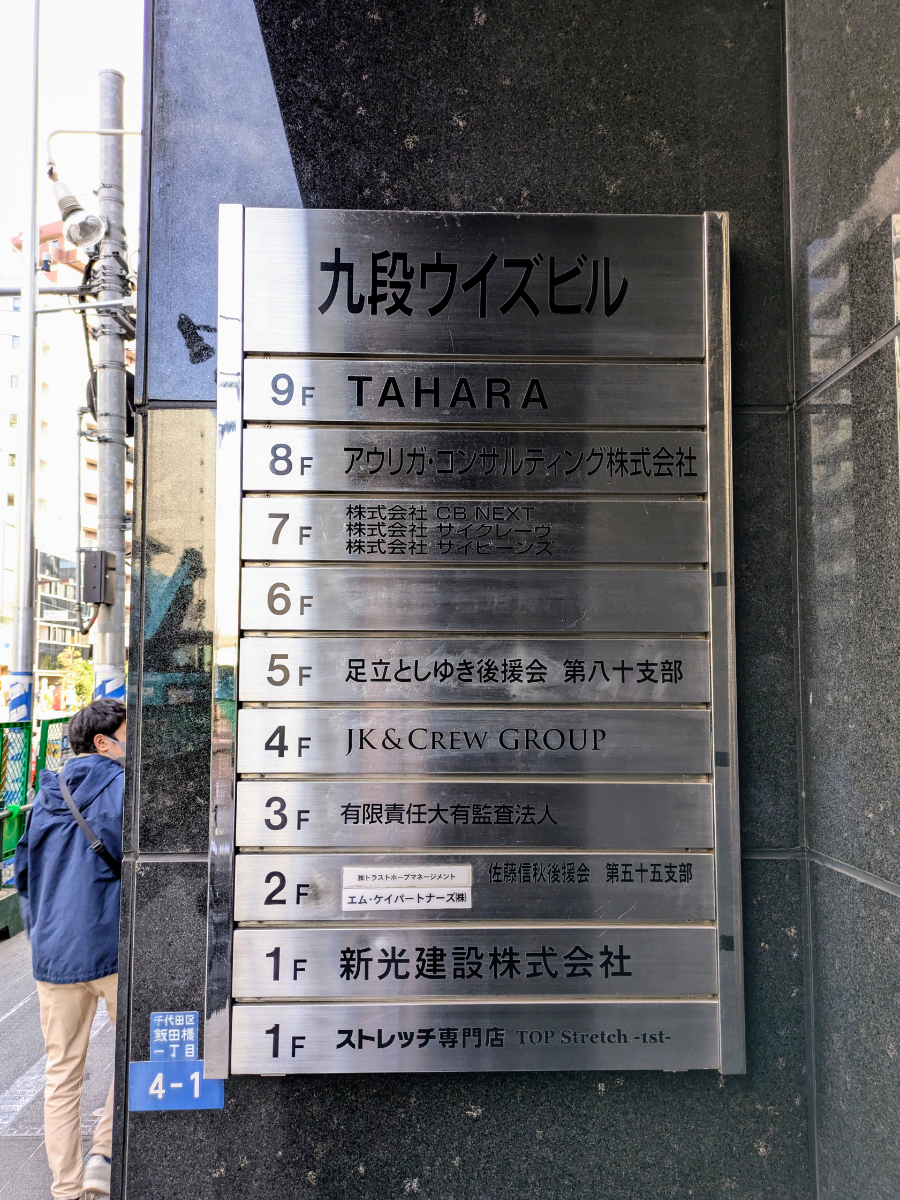 九段ウイズビル
9F TAHARA
8F アウリガ・コンサルティング株式会社
7F 株式会社 CB NEXT
株式会社 サイクレーヴ
株式会社 サイビーンズ
6F
5F 足立としゆき後援会 第八十支部
4F JK & CREW GROUP
3F 有限責任大有監査法人
2F ㈱トラストホープマネージメント 佐藤信秋後援会 第五十五支部
エム・ケイパートナーズ㈱
1F 新光建設株式会社
1F ストレッチ専門店 TOP Stretch -1st-
千代田区
飯田橋
一丁目
4-1